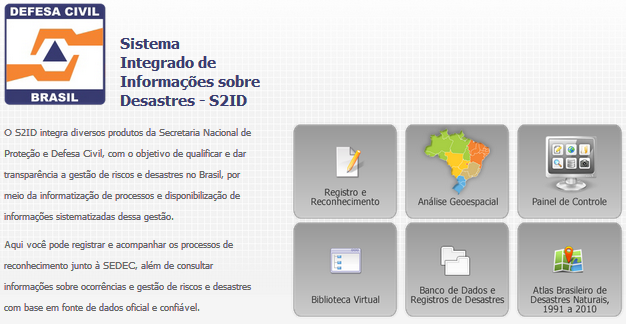 DEFESA CIVIL
BRASIL
Sistema
Integrado de
Informações sobre
Desastres - S2ID
O S2ID integra diversos produtos da Secretaria Nacional de
Proteção e Defesa Civil, com o objetivo de qualificar e dar
transparência a gestão de riscos e desastres no Brasil, por
meio da informatização de processos e disponibilização de
informações sistematizadas dessa gestão.
Aqui você pode registrar e acompanhar os processos de
reconhecimento junto à SEDEC, além de consultar
informações sobre ocorrências e gestão de riscos e desastres
com base em fonte de dados oficial e confiável.
Registro e
Reconhecimento
Análise Geoespacial
Painel de Controle
Biblioteca Virtual
Banco de Dados e
Registros de Desastres
Atlas Brasileiro de
Desastres Naturais,
1991 a 2010